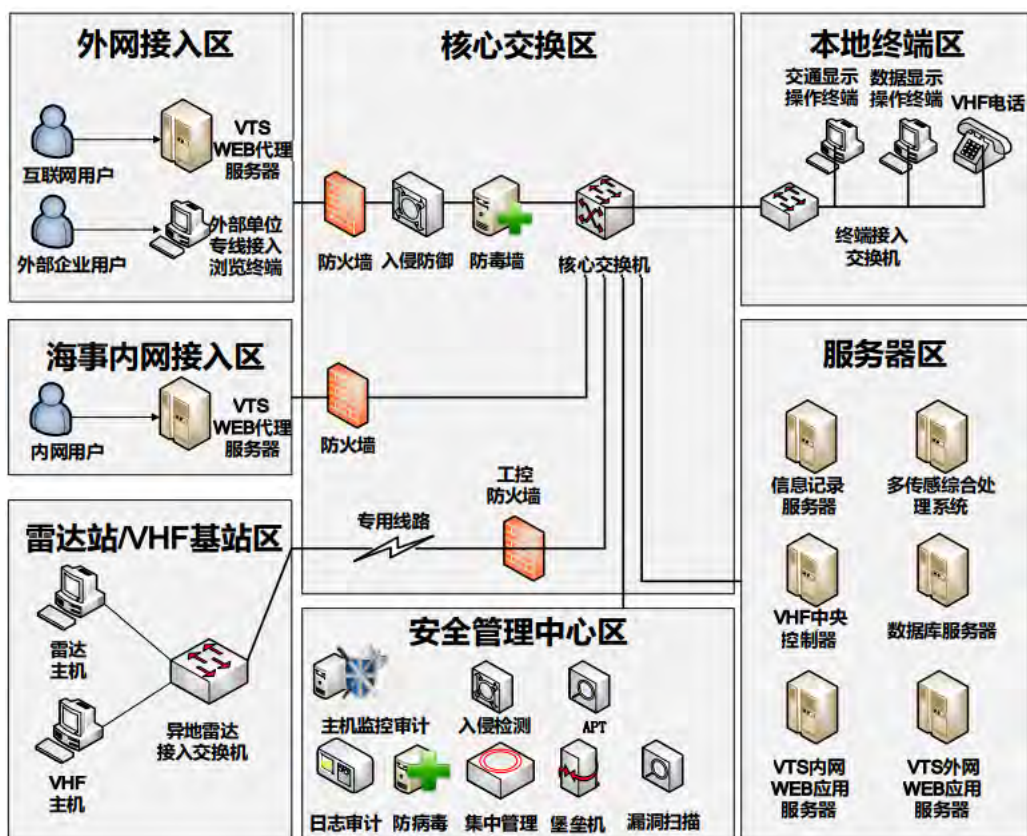 外网接入区
互联网用户
VTS
WEB代理
服务器
外部企业用户
外部单位
专线接入
浏览终端
核心交换区
防火墙
入侵防御
防毒墙
核心交换机
本地终端区
交通显示
操作终端
数据显示
操作终端
VHF电话
终端接入
交换机
海事内网接入区
内网用户
VTS
WEB代理
服务器
防火墙
工控
防火墙
专用线路
雷达站/VHF基站区
雷达
主机
VHF
主机
异地雷达
接入交换机
安全管理中心区
主机监控审计
入侵检测
APT
日志审计
防病毒
集中管理
堡垒机
漏洞扫描
服务器区
信息记录
服务器
多传感综合处
理系统
VHF中央
控制器
数据库服务器
VTS内网
WEB应用
服务器
VTS外网
WEB应用
服务器